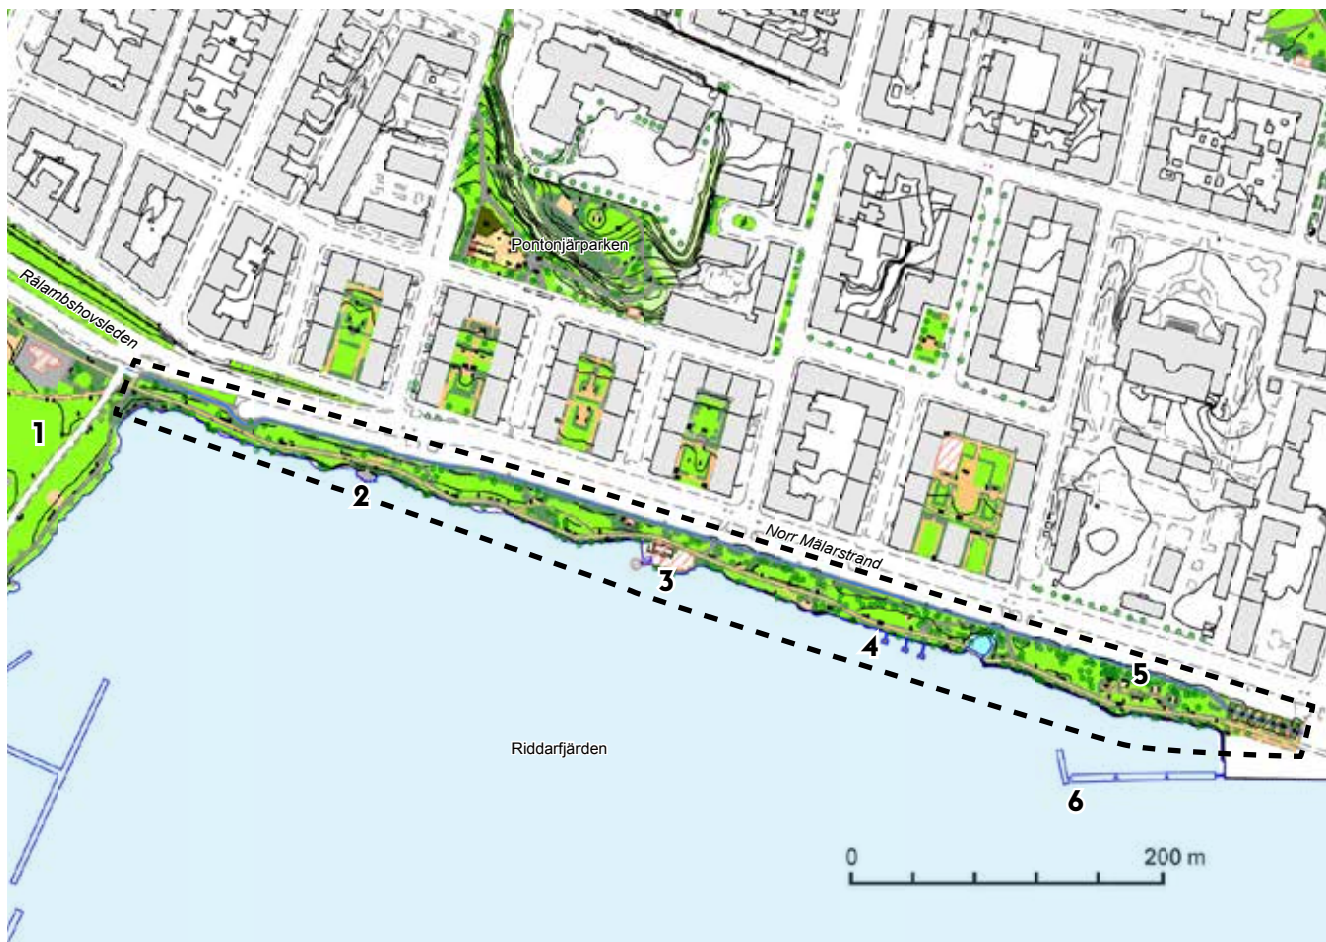 Pontonjärparken
Rålambshovsleden
1
2
Norr Mälarstrand
3
4
5
Riddarfjärden
6
0
200 m